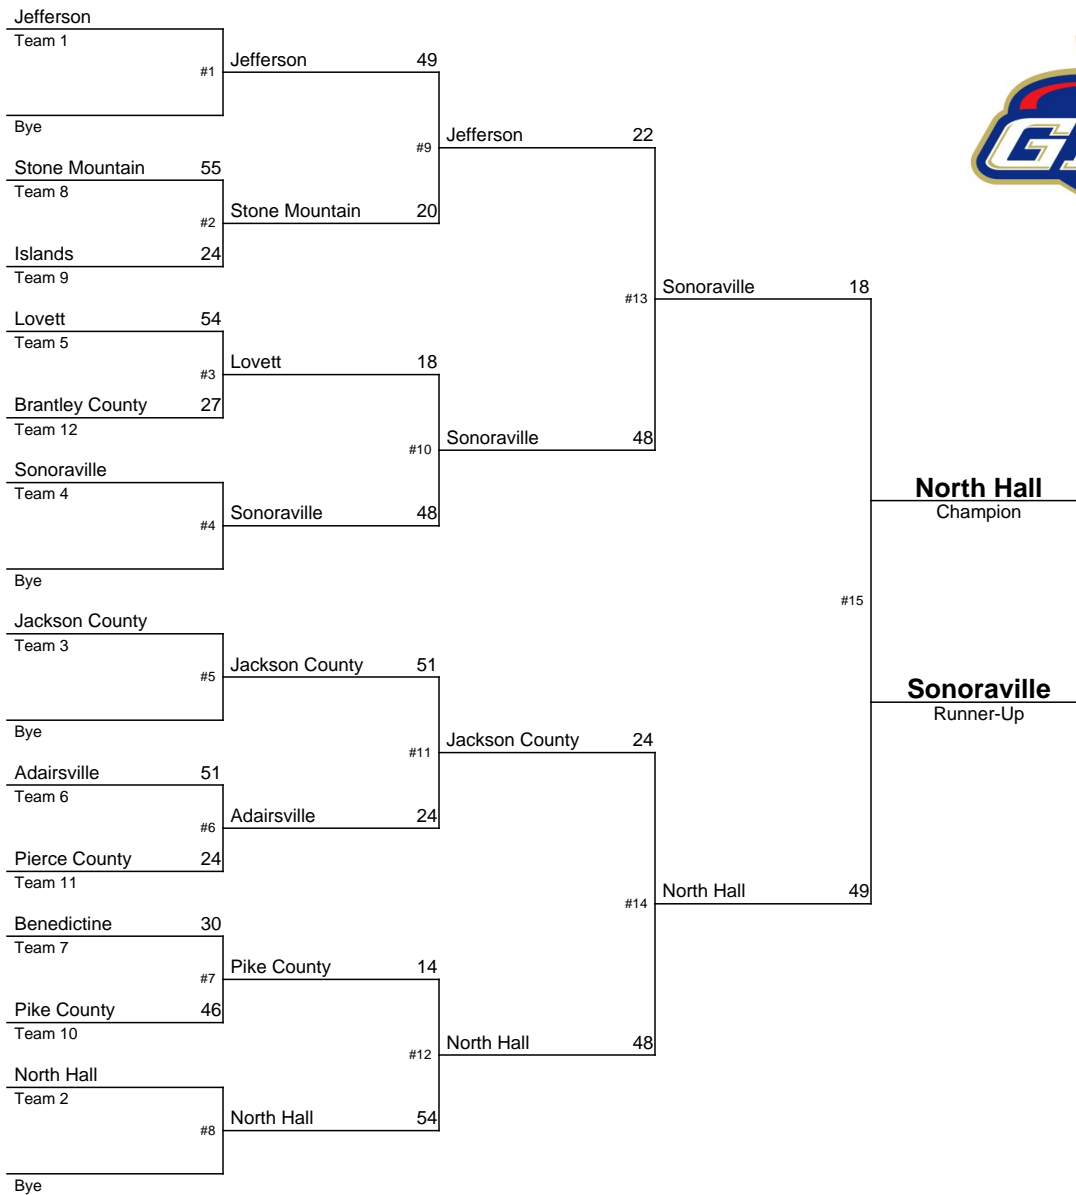 Jefferson
Team 1
#1
Bye
Jefferson 49
#9
Stone Mountain 55
Team 8
#2
Islands 24
Team 9
Stone Mountain 20
Jefferson 22
#13
Lovett 54
Team 5
#3
Brantley County 27
Team 12
Lovett 18
#10
Sonoraville
Team 4
#4
Bye
Sonoraville 48
Sonoraville 48
Sonoraville 18
#15
North Hall
Champion
Sonoraville
Runner-Up
Jackson County
Team 3
#5
Bye
Jackson County 51
#11
Adairsville 51
Team 6
#6
Pierce County 24
Team 11
Adairsville 24
Jackson County 24
#14
Benedictine 30
Team 7
#7
Pike County 46
Team 10
Pike County 14
#12
North Hall
Team 2
#8
Bye
North Hall 54
North Hall 48
North Hall 49